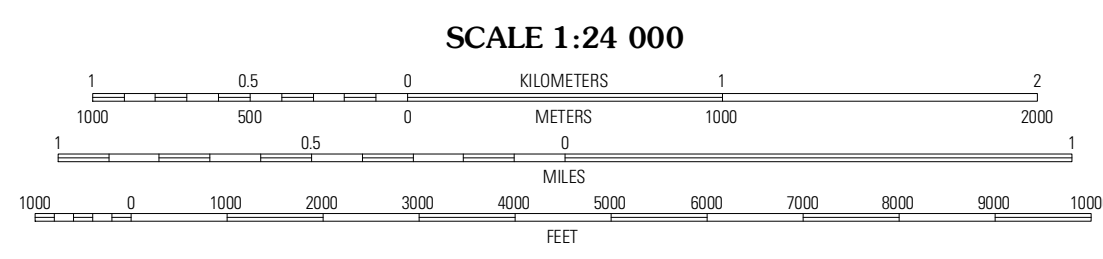 SCALE 1:24 000
1 0.5 0 KILOMETERS 1 2
1000 500 0 METERS 1000 2000
1 0.5 0 1
MILES
1000 0 1000 2000 3000 4000 5000 6000 7000 8000 9000 1000
FEET